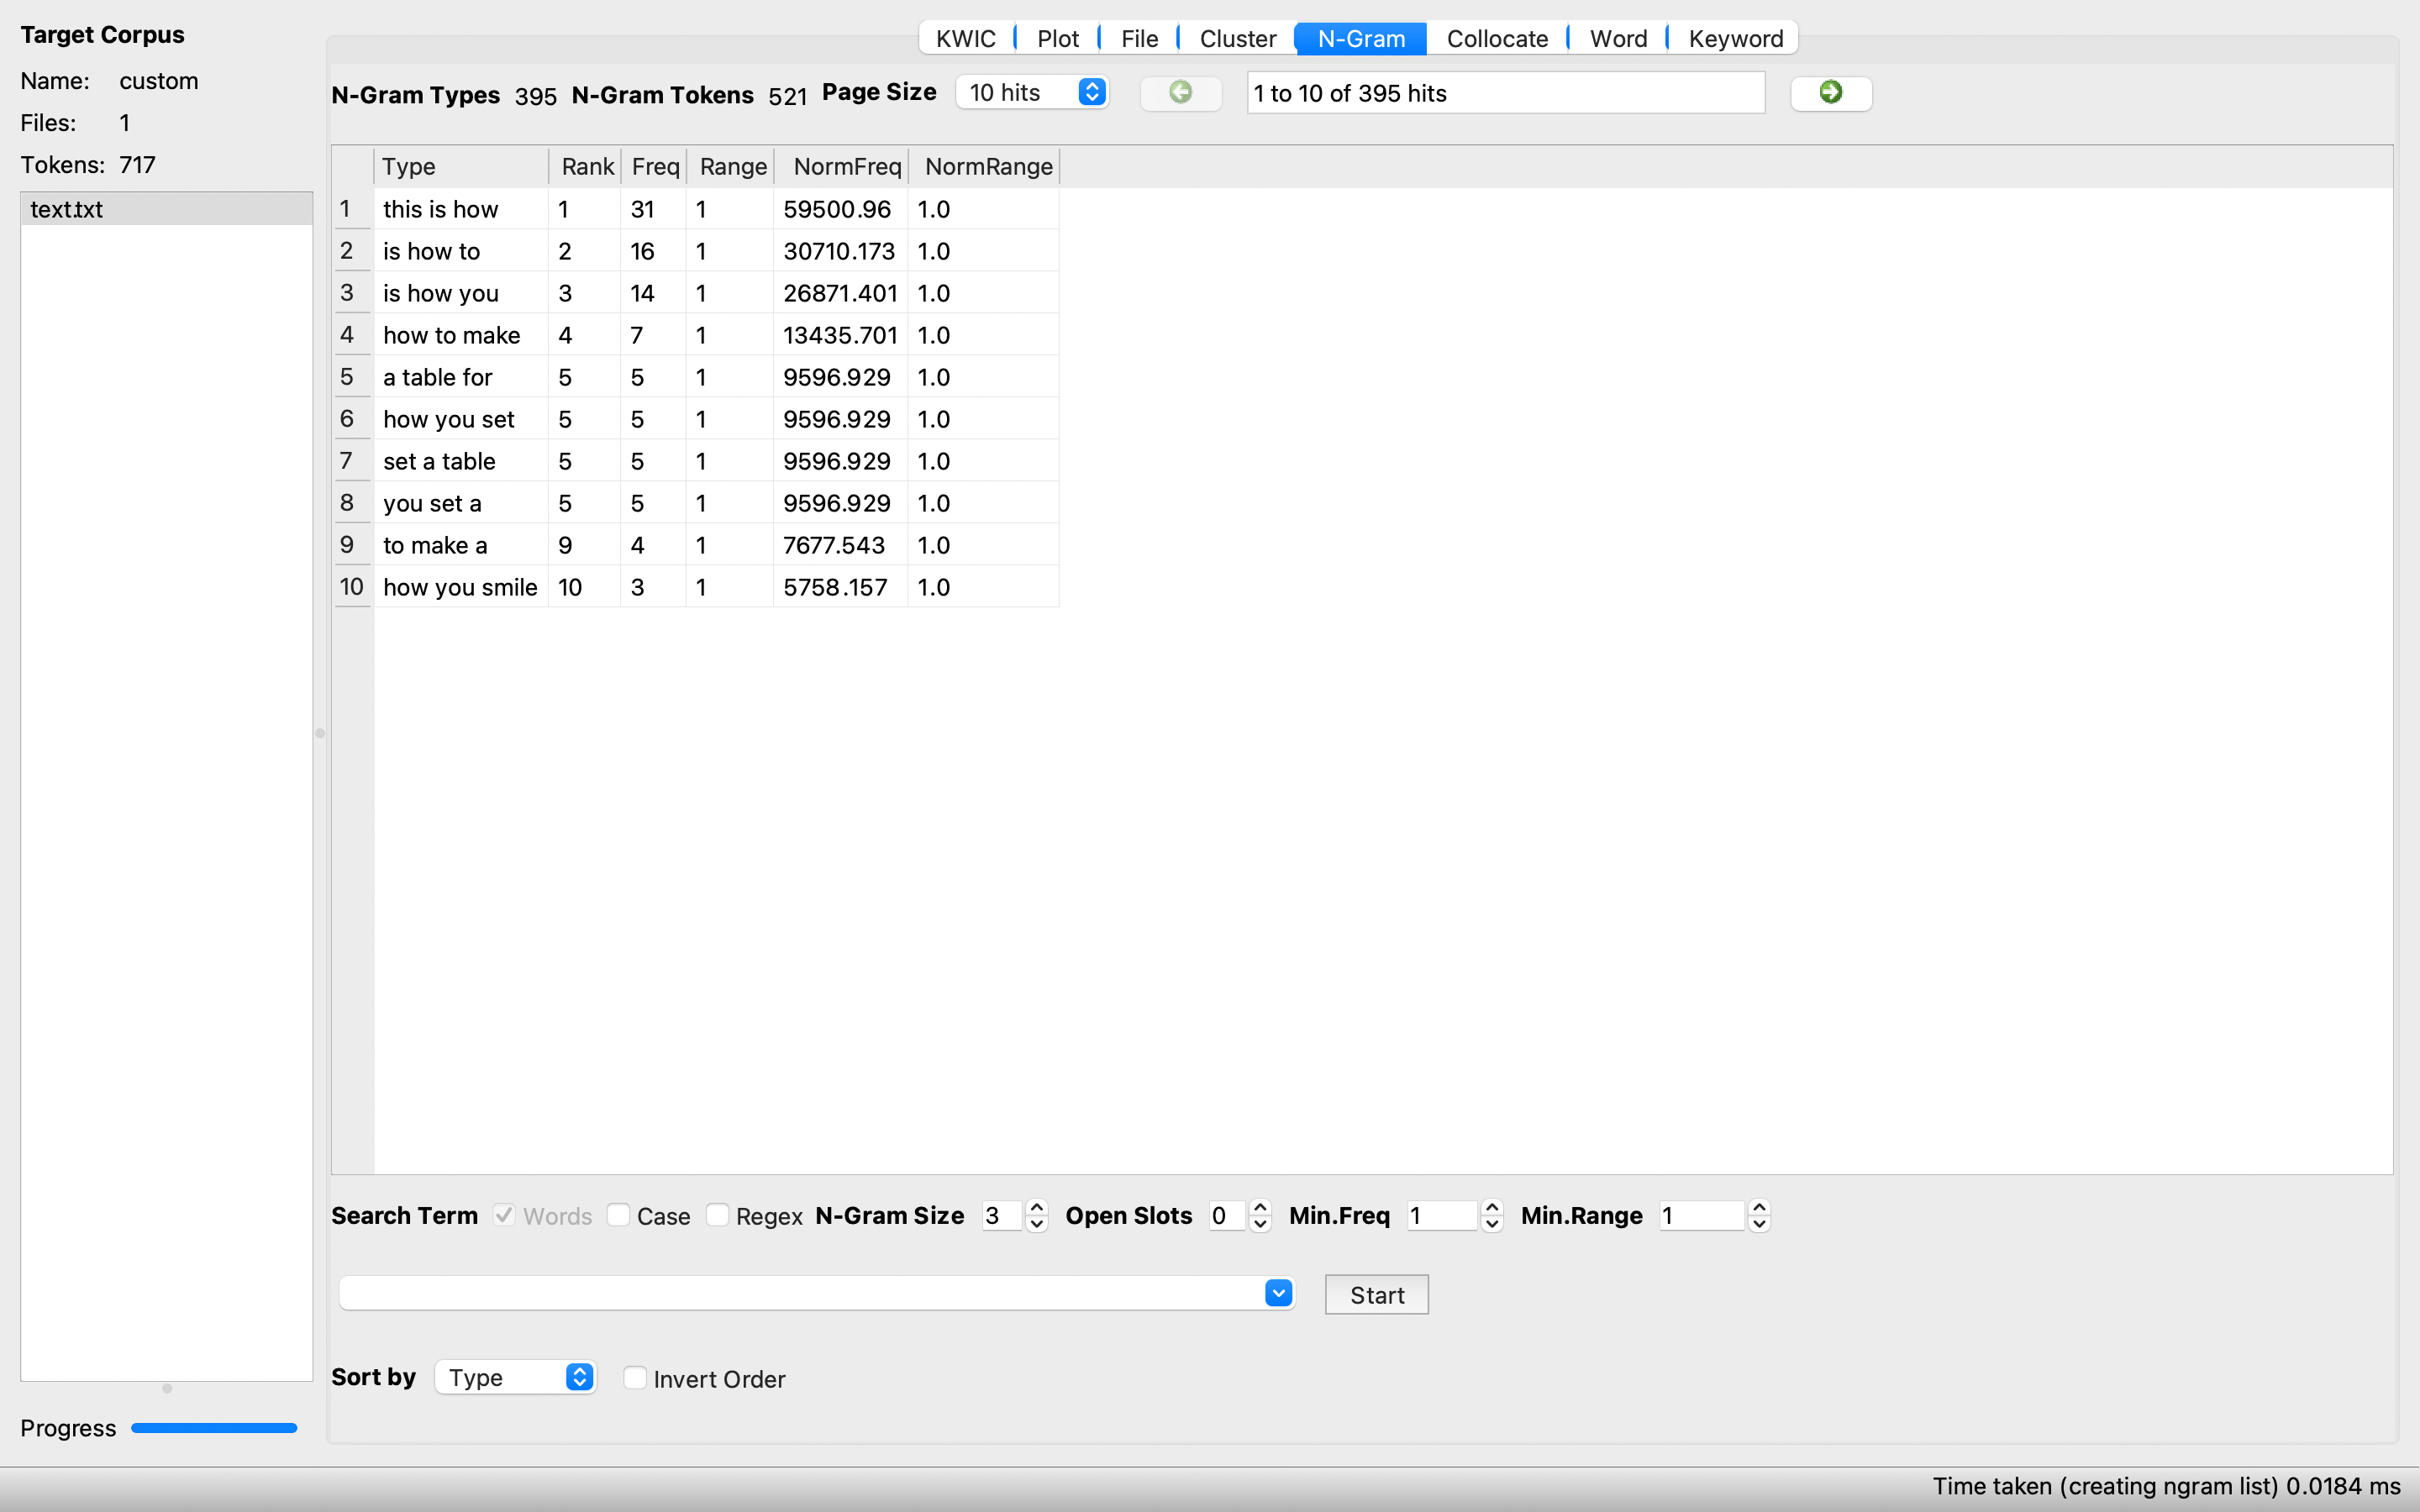 Target Corpus
Name: custom
Files: 1
Tokens: 717
text.txt
Progress
KWIC Plot File Cluster N-Gram Collocate Word Keyword
N-Gram Types 395 N-Gram Tokens 521 Page Size 10 hits 1 to 10 of 395 hits
Type Rank Freq Range NormFreq NormRange
1 this is how 1 31 1 59500.96 1.0
2 is how to 2 16 1 30710.173 1.0
3 is how you 3 14 1 26871.401 1.0
4 how to make 4 7 1 13435.701 1.0
5 a table for 5 5 1 9596.929 1.0
6 how you set 5 5 1 9596.929 1.0
7 set a table 5 5 1 9596.929 1.0
8 you set a 5 5 1 9596.929 1.0
9 to make a 9 4 1 7677.543 1.0
10 how you smile 10 3 1 5758.157 1.0
Search Term Words Case Regex N-Gram Size 3 Open Slots 0 Min.Freq 1 Min.Range 1
Start
Sort by Type Invert Order
Time taken (creating ngram list) 0.0184 ms